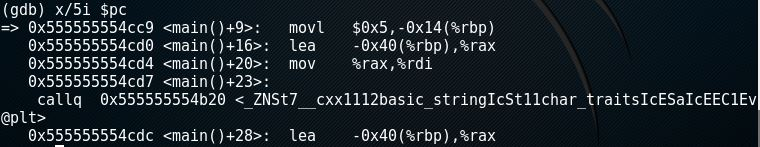 (gdb) x/5i $pc
=> 0x555555554cc9 <main()+9>:	movl   $0x5,-0x14(%rbp)
   0x555555554cd0 <main()+16>:	lea    -0x40(%rbp),%rax
   0x555555554cd4 <main()+20>:	mov    %rax,%rdi
   0x555555554cd7 <main()+23>:
    callq  0x555555554b20 <_ZNSt7__cxx1112basic_stringIcSt11char_traitsIcESaIcEEC1Ev
@plt>
   0x555555554cdc <main()+28>:	lea    -0x40(%rbp),%rax